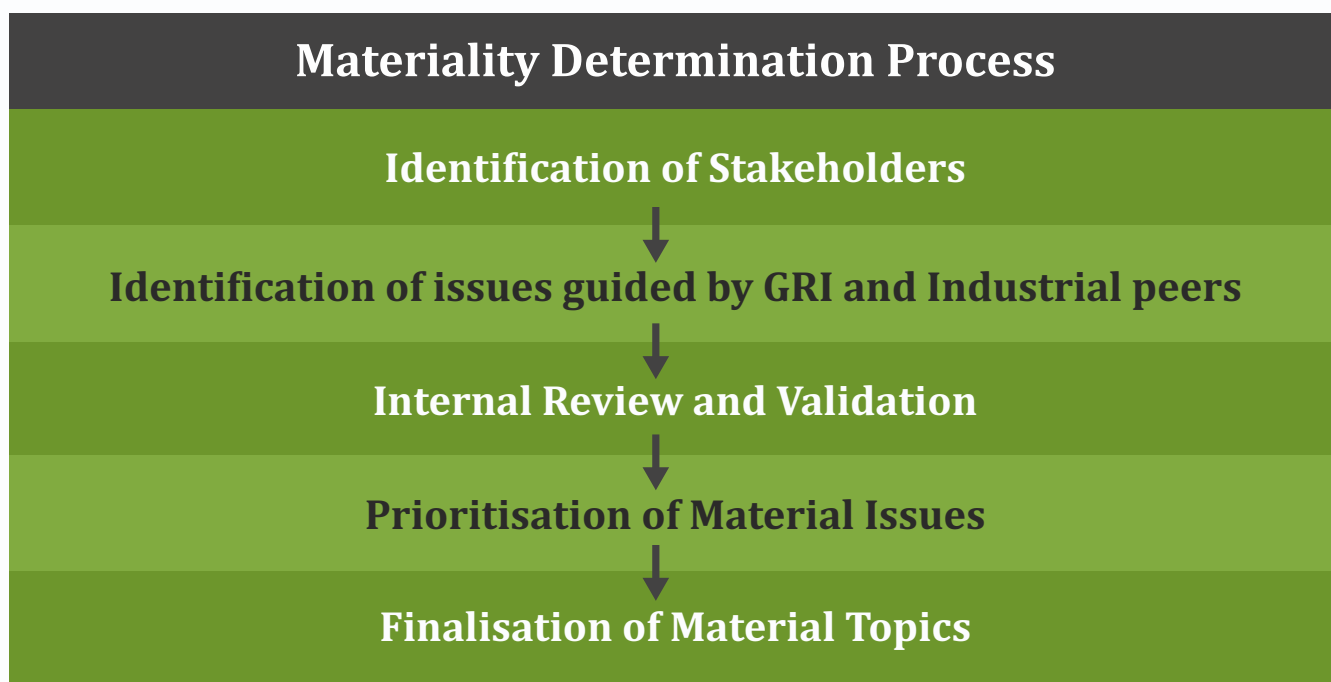 Materiality Determination Process
Identification of Stakeholders
Identification of issues guided by GRI and Industrial peers
Internal Review and Validation
Prioritisation of Material Issues
Finalisation of Material Topics